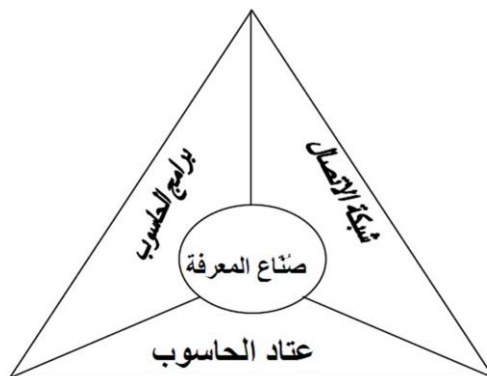 برامج الحاسوب
شبكة الاتصال
صُنّاع المعرفة
عتاد الحاسوب